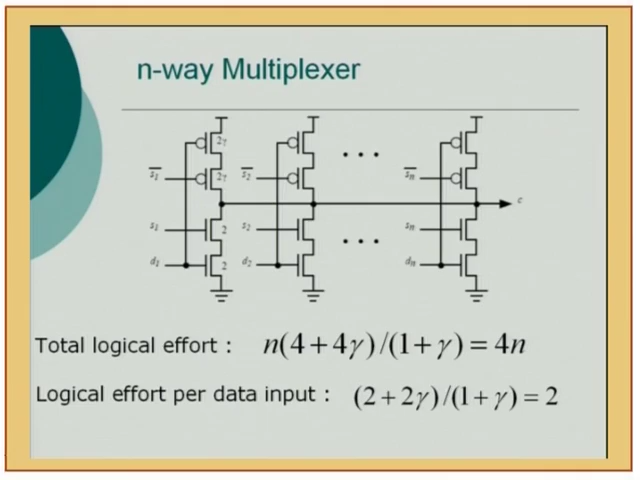 n-way Multiplexer
2γ
s̅₁ 2γ s̅₂ • • • s̅ₙ
c
s₁ 2 s₂ • • • sₙ
d₁ 2 d₂ dₙ
Total logical effort : n(4+4γ)/(1+γ)=4n
Logical effort per data input : (2+2γ)/(1+γ)=2